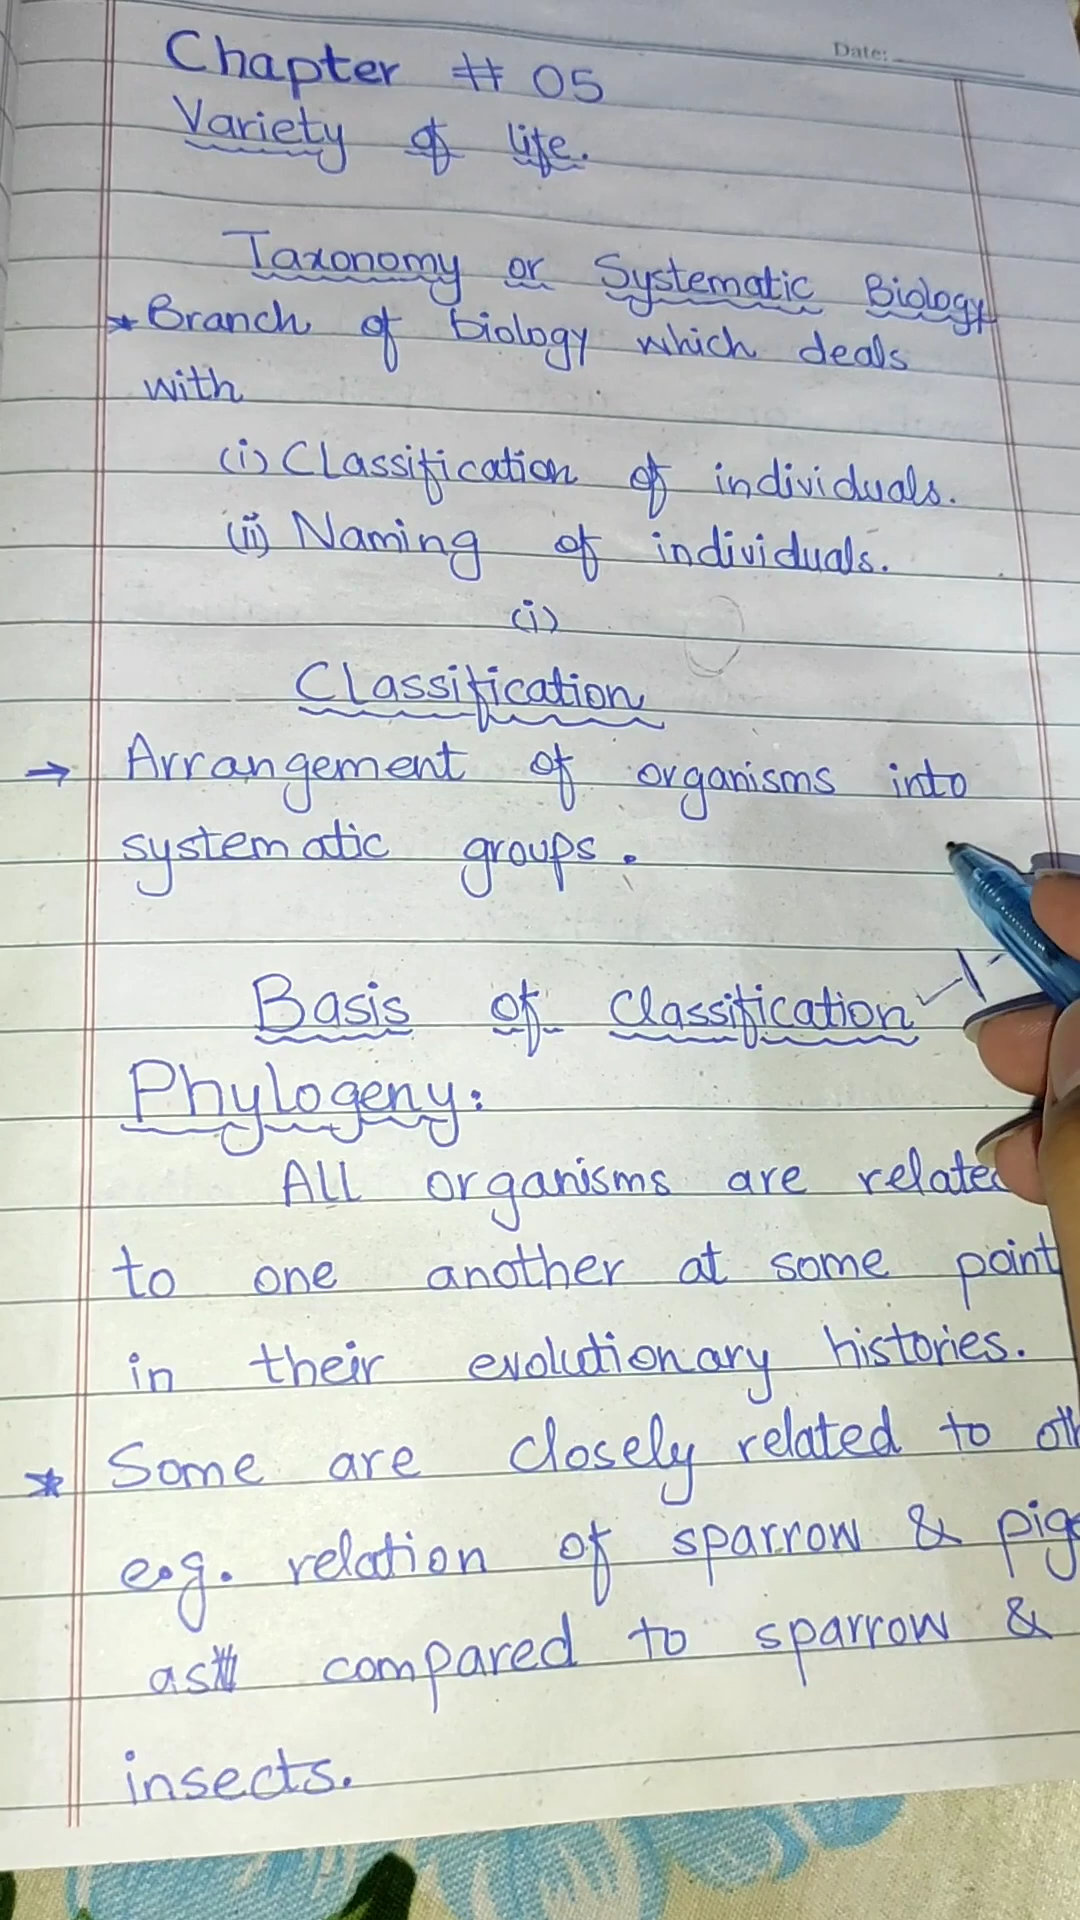 Date:
Chapter # 05
Variety of life.
Taxonomy or Systematic Biology
* Branch of biology which deals
with
(i) Classification of individuals.
(ii) Naming of individuals.
(i)
Classification
→ Arrangement of organisms into
systematic groups.
Basis of Classification
Phylogeny:
All organisms are related
to one another at some point
in their evolutionary histories.
* Some are closely related to
e.g. relation of sparrow &
as compared to sparrow &
insects.